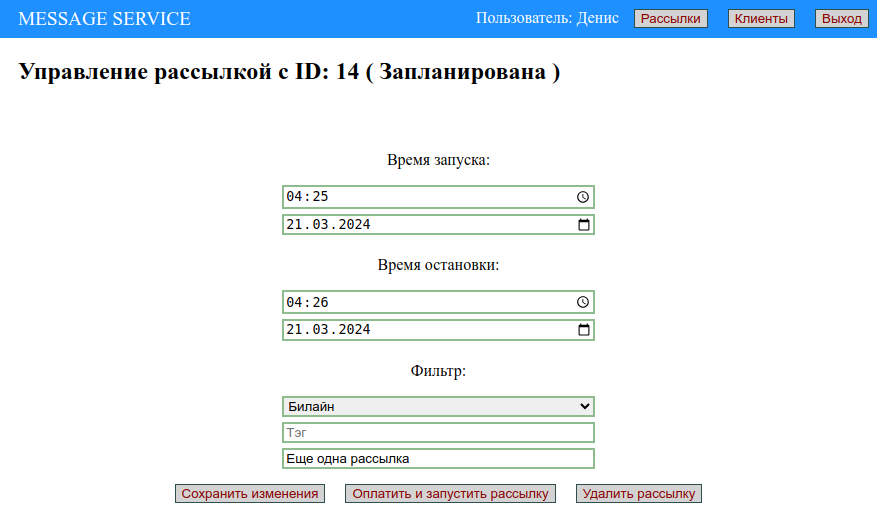 MESSAGE SERVICE Пользователь: Денис Рассылки Клиенты Выход
Управление рассылкой с ID: 14 ( Запланирована )
Время запуска:
04:25
21.03.2024
Время остановки:
04:26
21.03.2024
Фильтр:
Билайн
Тэг
Еще одна рассылка
Сохранить изменения Оплатить и запустить рассылку Удалить рассылку